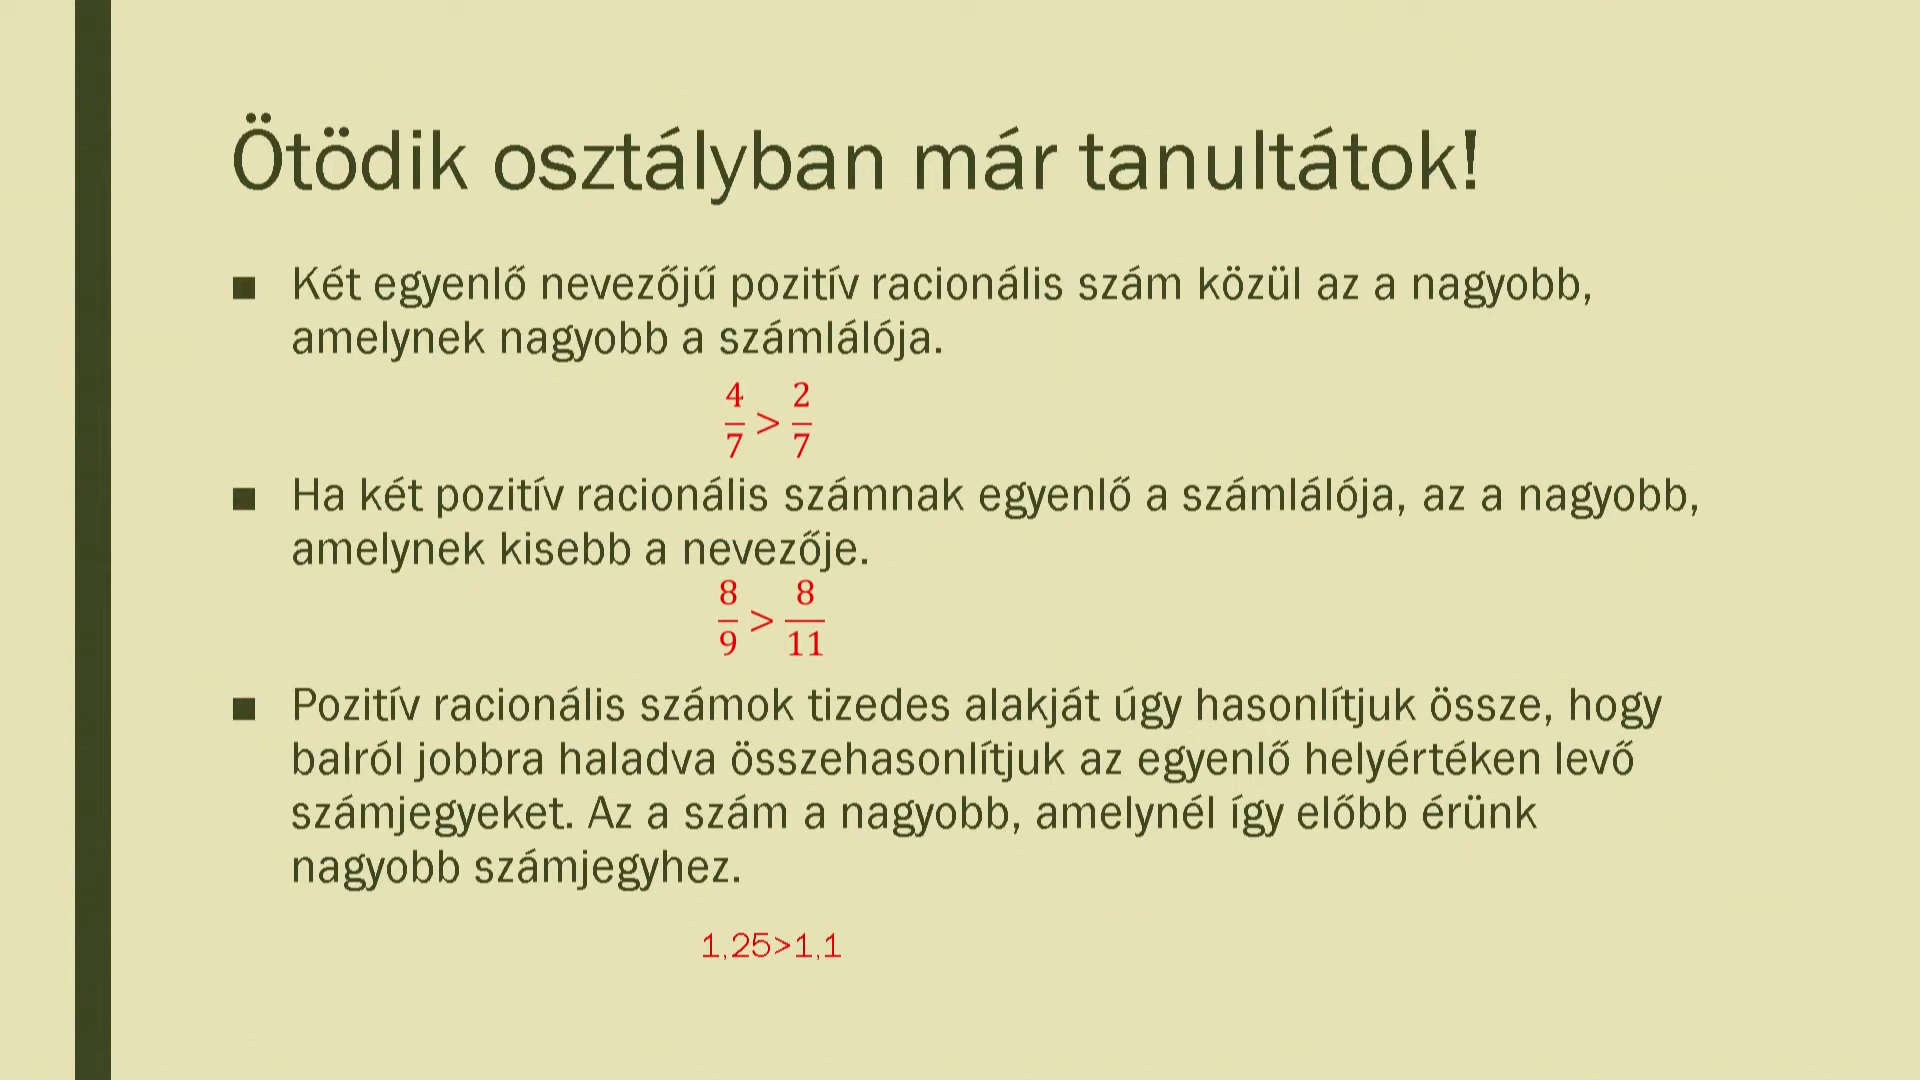 Ötödik osztályban már tanultátok!
■ Két egyenlő nevezőjű pozitív racionális szám közül az a nagyobb,
amelynek nagyobb a számlálója.
4/7 > 2/7
■ Ha két pozitív racionális számnak egyenlő a számlálója, az a nagyobb,
amelynek kisebb a nevezője.
8/9 > 8/11
■ Pozitív racionális számok tizedes alakját úgy hasonlítjuk össze, hogy
balról jobbra haladva összehasonlítjuk az egyenlő helyértéken levő
számjegyeket. Az a szám a nagyobb, amelynél így előbb érünk
nagyobb számjegyhez.
1,25>1,1